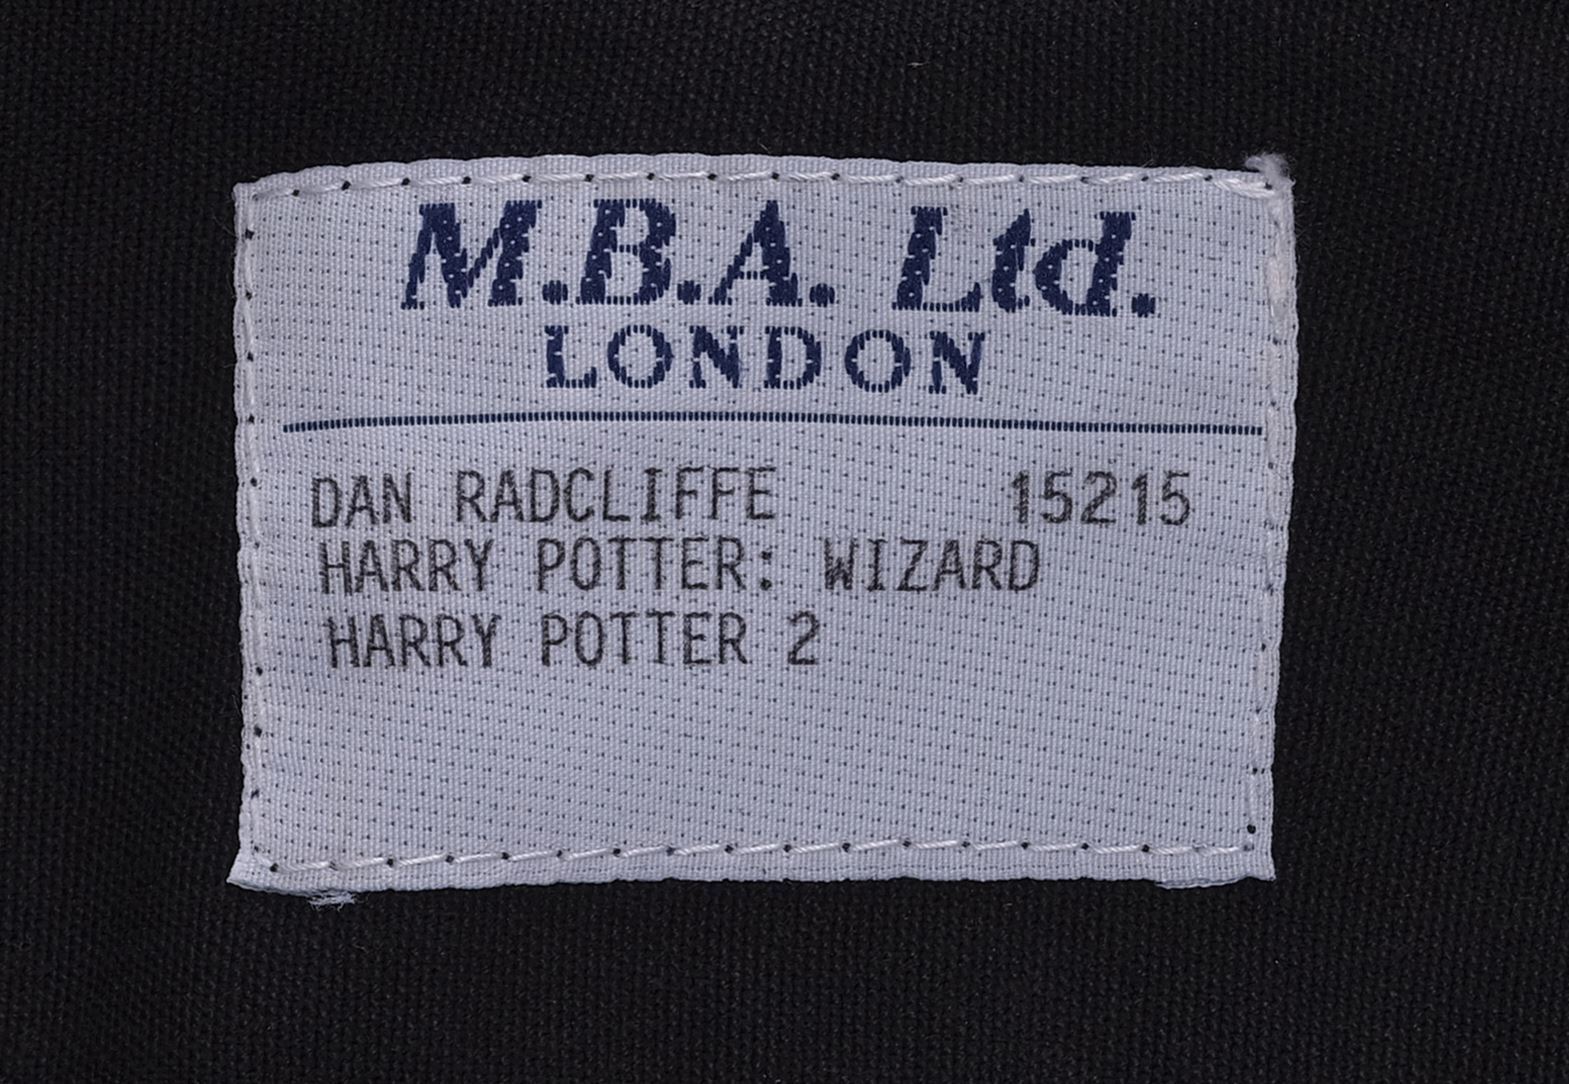 M.B.A. Ltd.
LONDON
DAN RADCLIFFE 15215
HARRY POTTER: WIZARD
HARRY POTTER 2